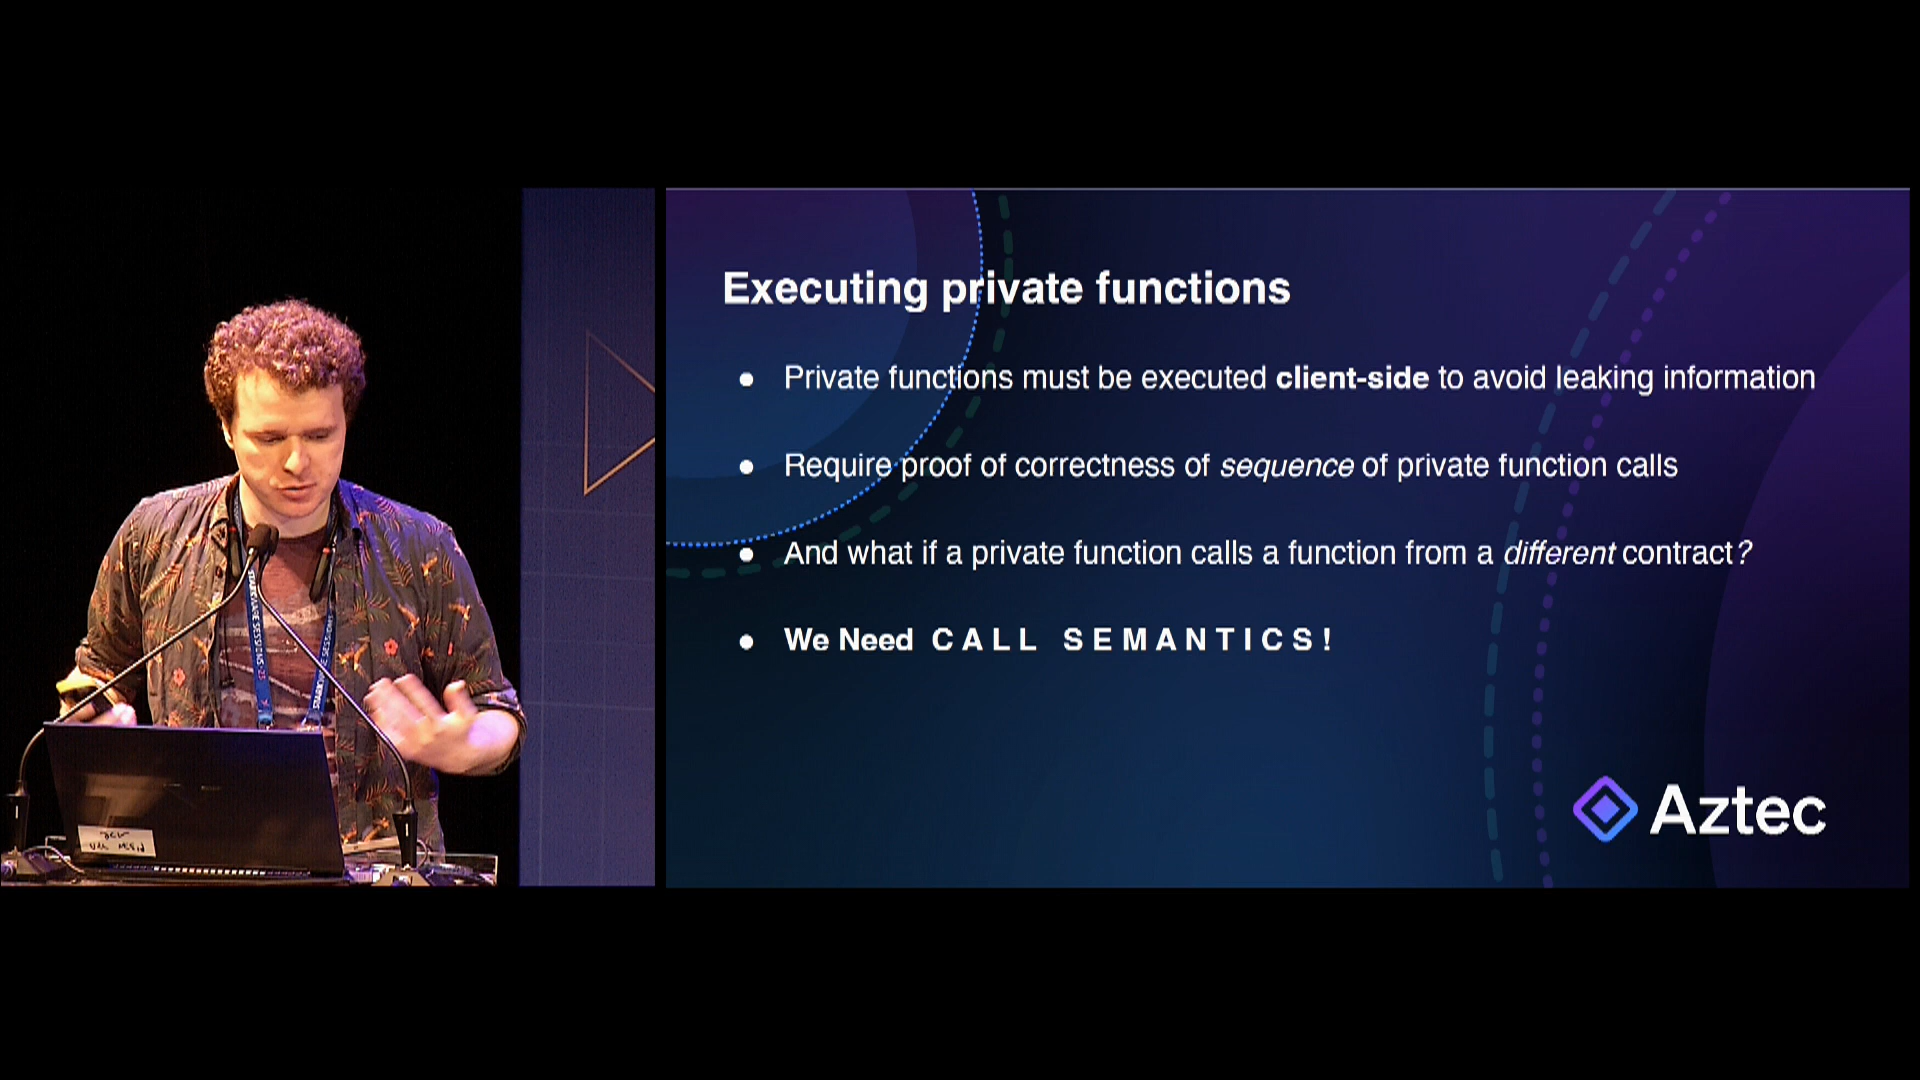 Executing private functions
● Private functions must be executed client-side to avoid leaking information
● Require proof of correctness of sequence of private function calls
● And what if a private function calls a function from a different contract?
● We Need CALL SEMANTICS!
Aztec